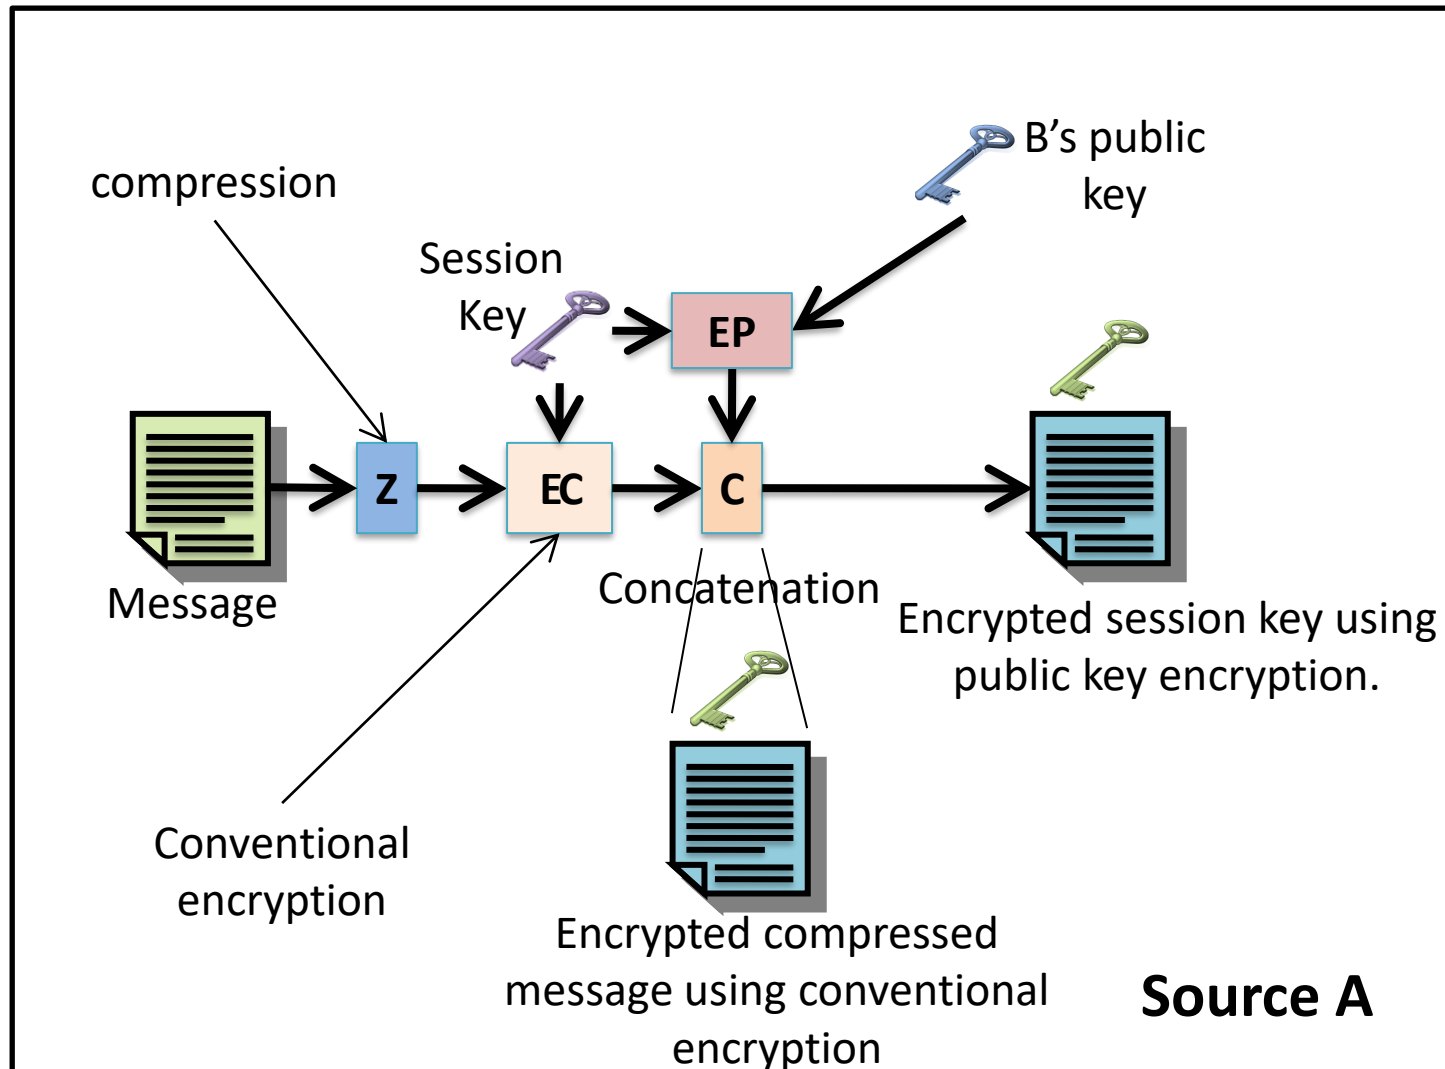 B’s public
key
compression
Session
Key
EP
Z
EC
C
Message
Concatenation
Encrypted session key using
public key encryption.
Conventional
encryption
Encrypted compressed
message using conventional
encryption
Source A